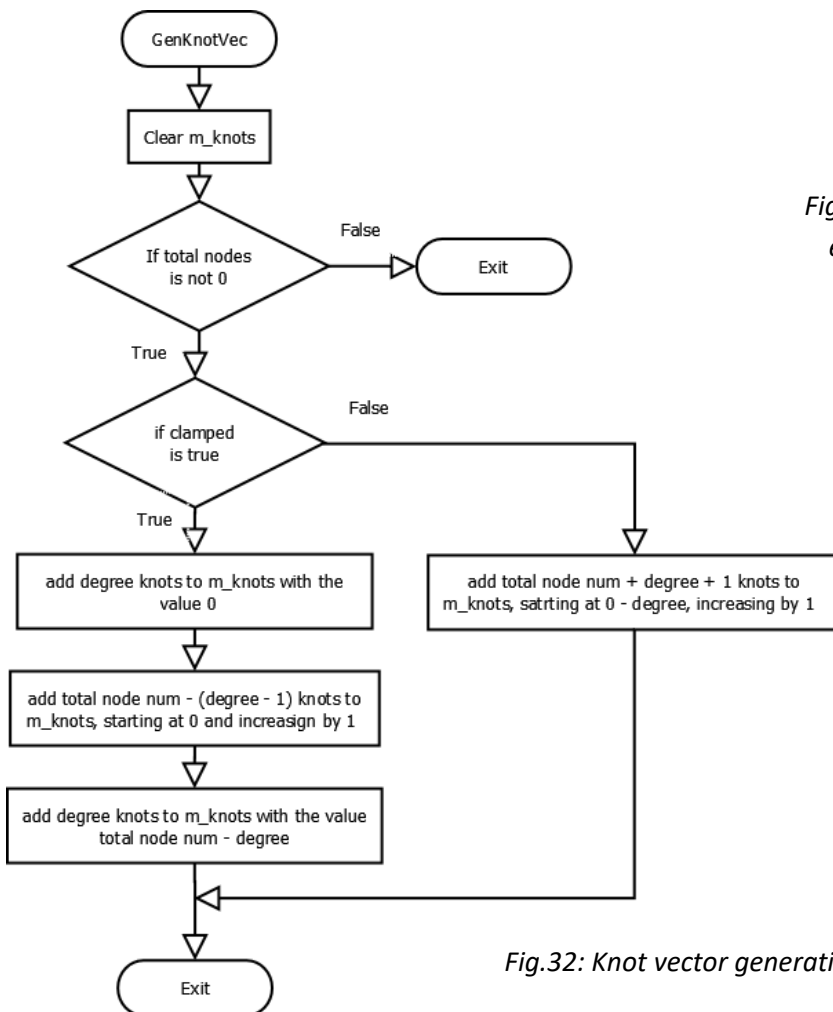 GenKnotVec
Clear m_knots
If total nodes
is not 0
False
Exit
True
if clamped
is true
False
True
add degree knots to m_knots with the
value 0
add total node num + degree + 1 knots to
m_knots, satrting at 0 - degree, increasing by 1
add total node num - (degree - 1) knots to
m_knots, starting at 0 and increasign by 1
add degree knots to m_knots with the value
total node num - degree
Exit
Fig
Fig.32: Knot vector generati